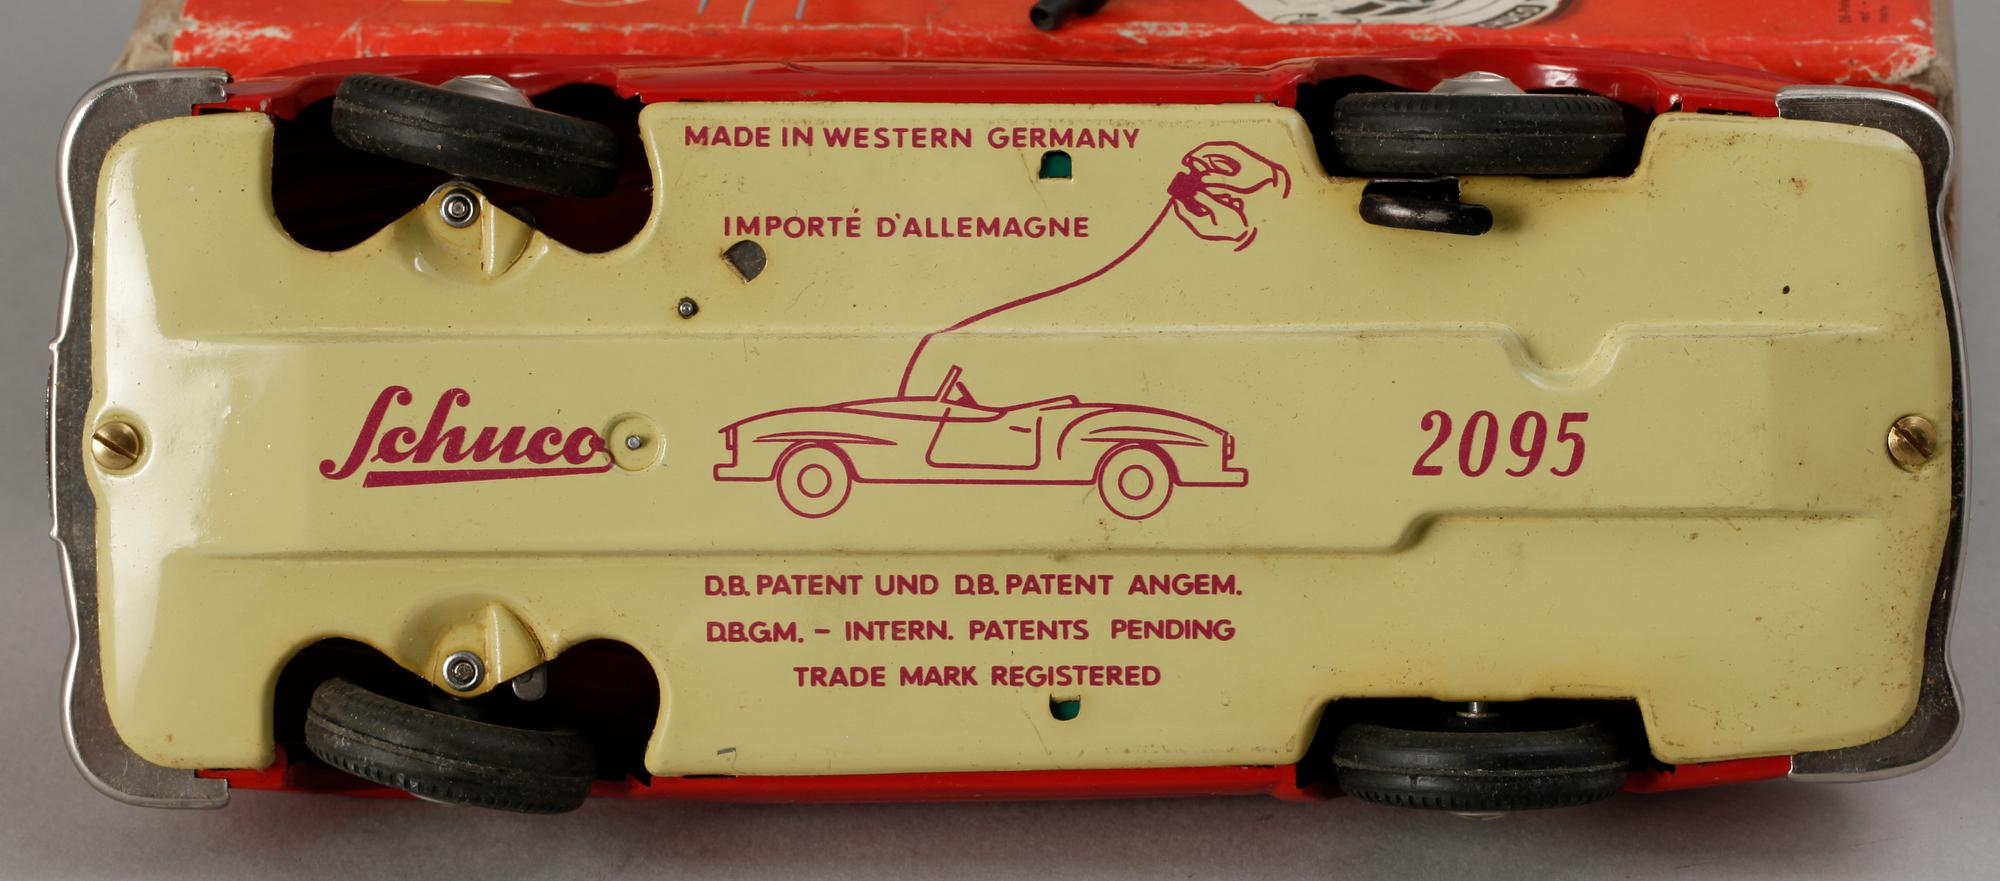 MADE IN WESTERN GERMANY
IMPORTÉ D'ALLEMAGNE
Schuco
2095
D.B. PATENT UND D.B. PATENT ANGEM.
D.B.G.M. - INTERN. PATENTS PENDING
TRADE MARK REGISTERED